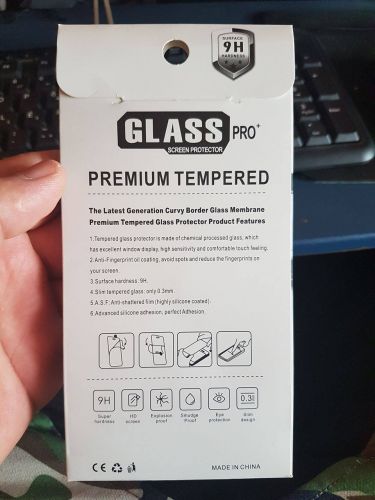 SURFACE
9H
HARDNESS
GLASS PRO+
SCREEN PROTECTOR
PREMIUM TEMPERED
The Latest Generation Curvy Border Glass Membrane
Premium Tempered Glass Protector Product Features
1.Tempered glass protector is made of chemical processed glass, which
has excellent window display, high sensitivity and comfortable touch feeling.
2.Anti-Fingerprint oil coating, avoid spots and reduce the fingerprints on
your screen.
3.Surface hardness: 9H.
4.Slim tempered glass: only 0.3mm.
5.A.S.F: Anti-shattered film (highly silicone coated).
6.Advanced silicone adhesion, perfect Adhesion.
9H HD 0.3
Super hardness
HD screen
Explosion proof
Smudge Proof
Eye protection
Slim design
CE
MADE IN CHINA